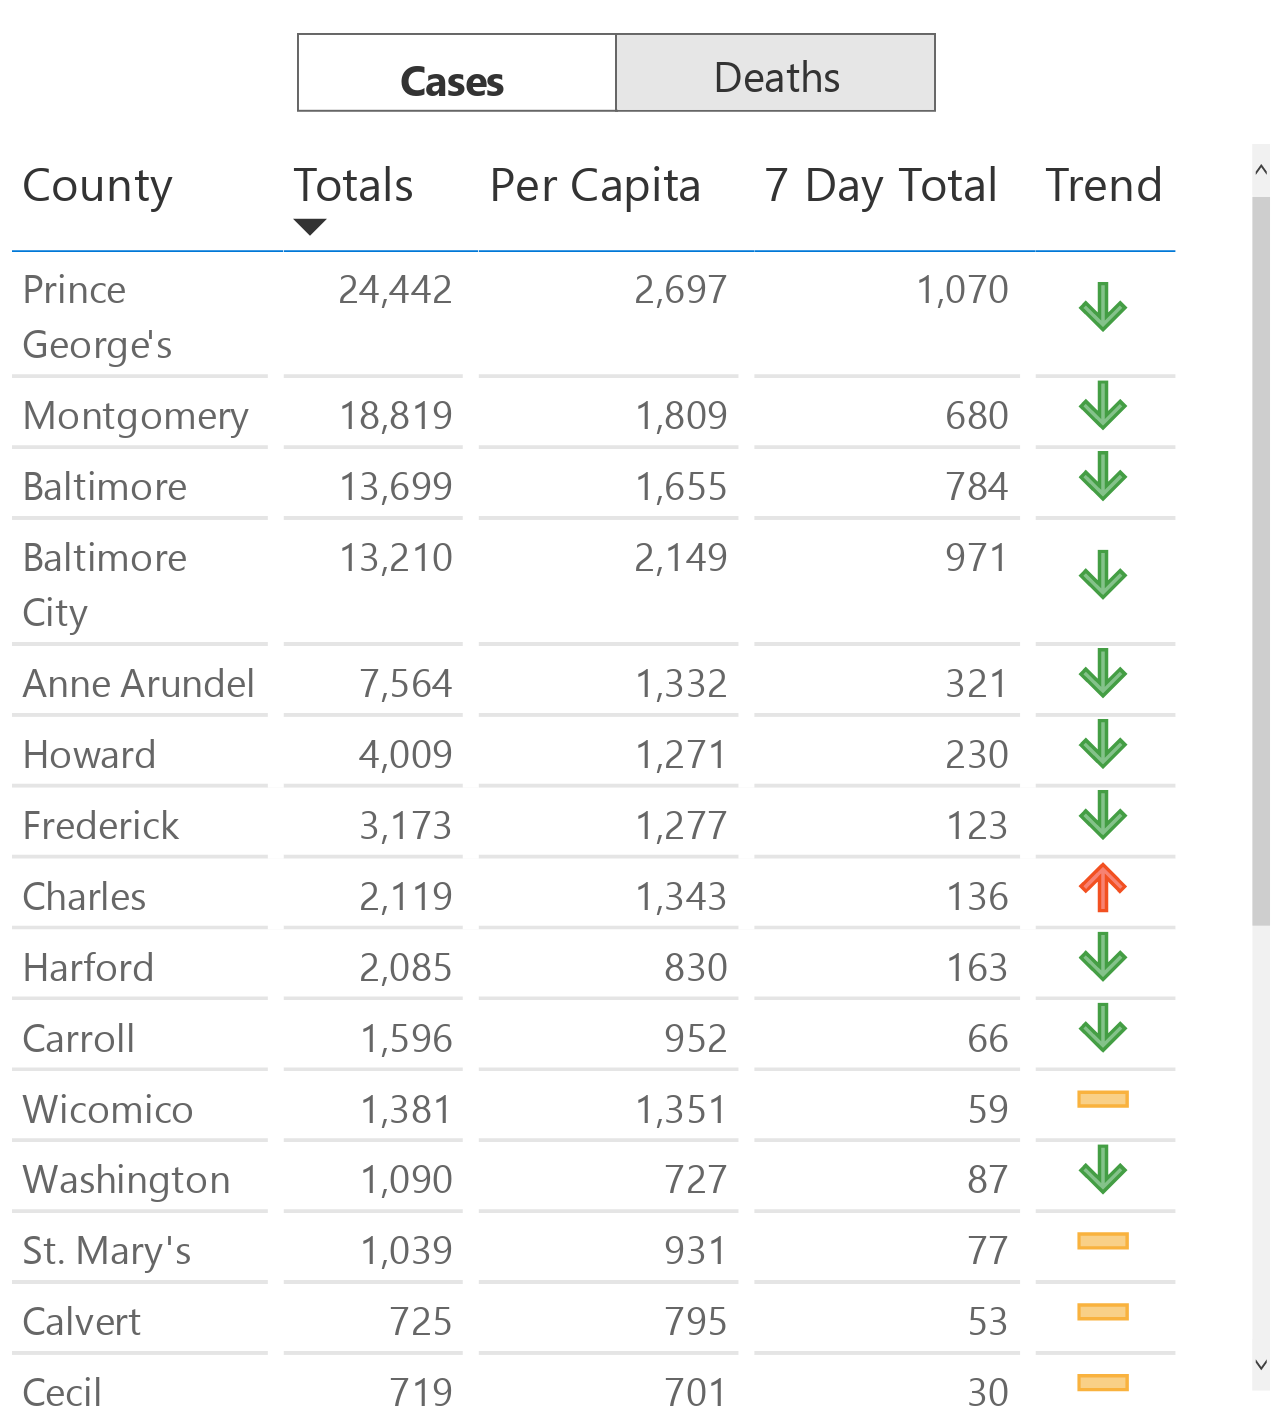 Cases Deaths
County Totals Per Capita 7 Day Total Trend
Prince 24,442 2,697 1,070
George's
Montgomery 18,819 1,809 680
Baltimore 13,699 1,655 784
Baltimore 13,210 2,149 971
City
Anne Arundel 7,564 1,332 321
Howard 4,009 1,271 230
Frederick 3,173 1,277 123
Charles 2,119 1,343 136
Harford 2,085 830 163
Carroll 1,596 952 66
Wicomico 1,381 1,351 59
Washington 1,090 727 87
St. Mary's 1,039 931 77
Calvert 725 795 53
Cecil 719 701 30